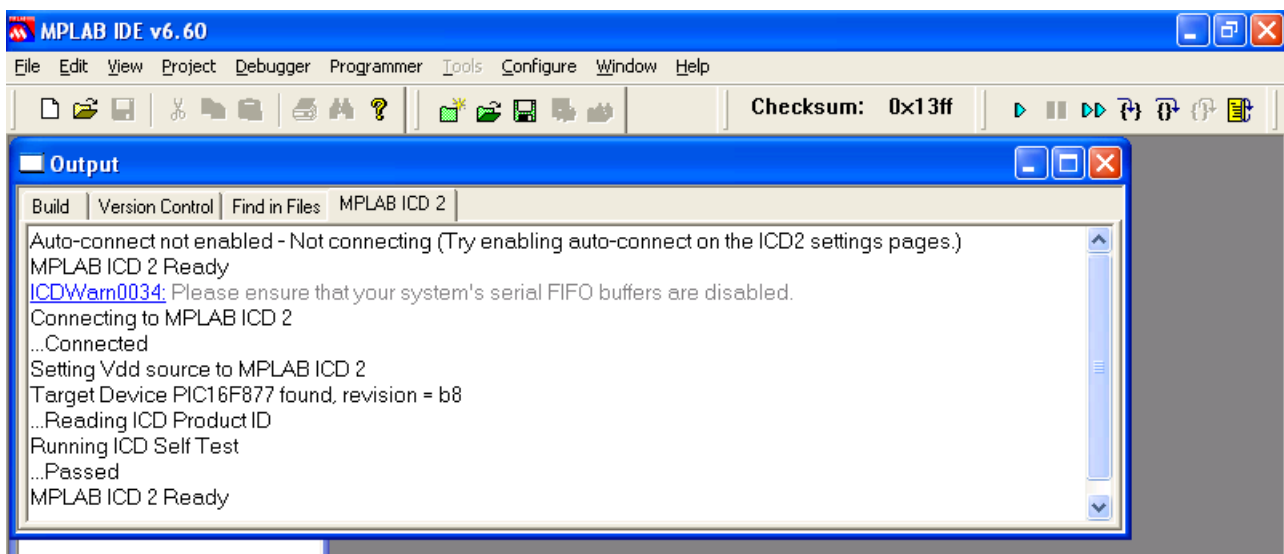 MPLAB IDE v6.60
File Edit View Project Debugger Programmer Tools Configure Window Help
Checksum: 0x13ff
Output
Build Version Control Find in Files MPLAB ICD 2
Auto-connect not enabled - Not connecting (Try enabling auto-connect on the ICD2 settings pages.)
MPLAB ICD 2 Ready
ICDWarn0034: Please ensure that your system's serial FIFO buffers are disabled.
Connecting to MPLAB ICD 2
...Connected
Setting Vdd source to MPLAB ICD 2
Target Device PIC16F877 found, revision = b8
...Reading ICD Product ID
Running ICD Self Test
...Passed
MPLAB ICD 2 Ready